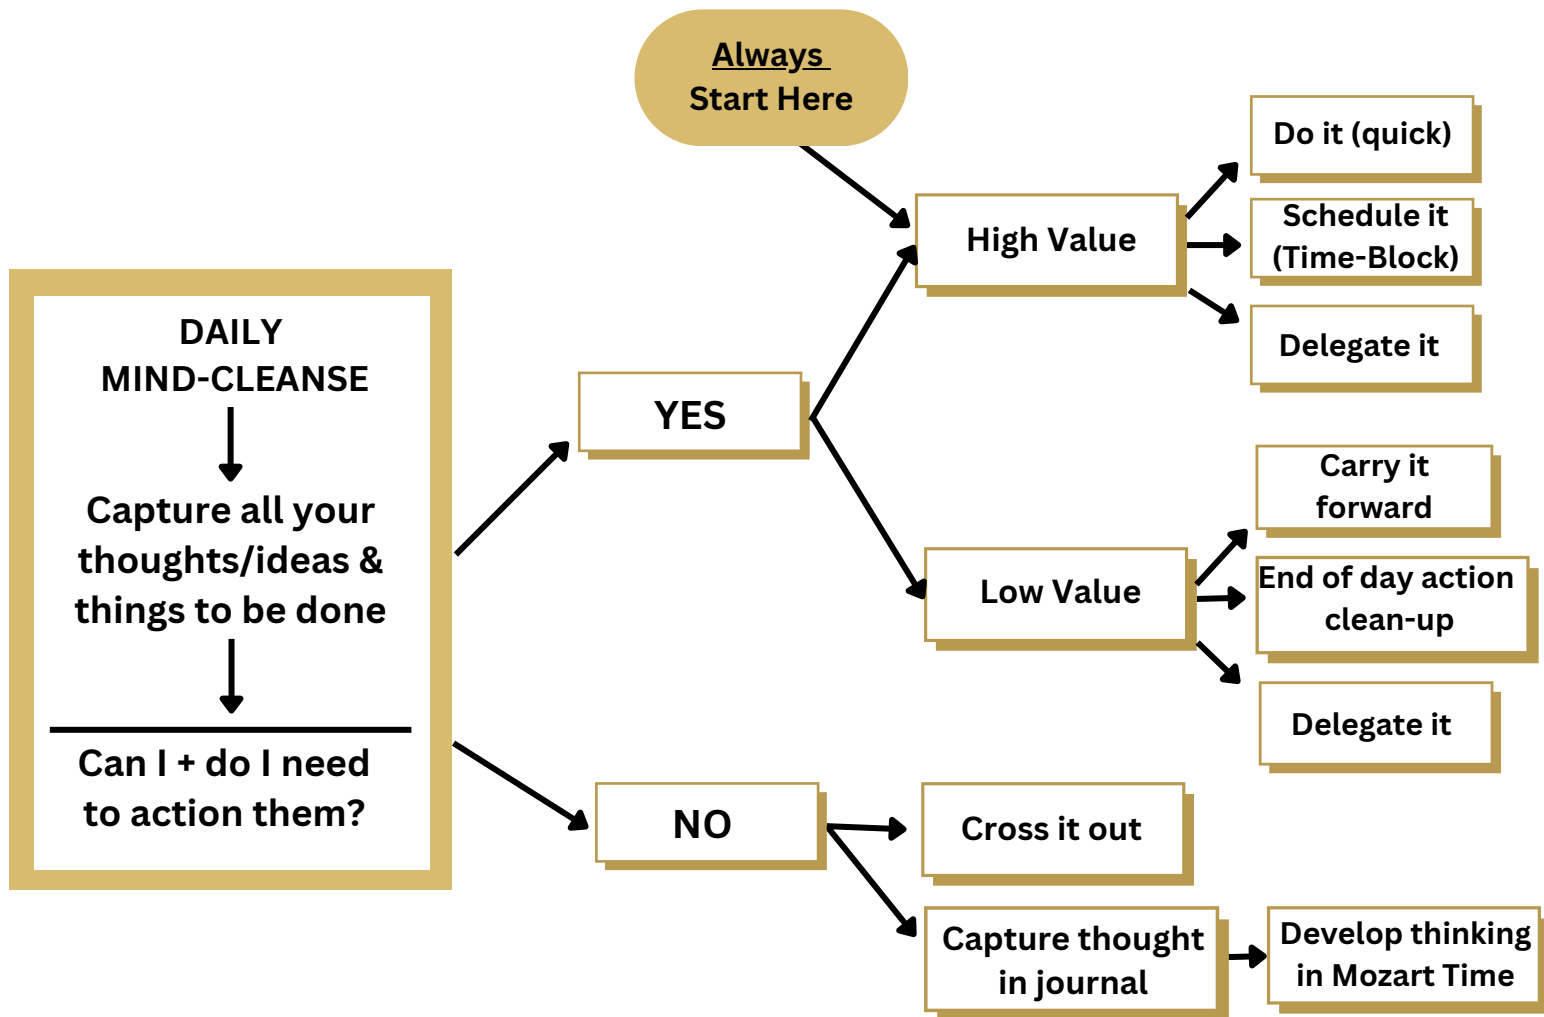 Always
Start Here
Do it (quick)
Schedule it
(Time-Block)
High Value
Delegate it
DAILY
MIND-CLEANSE
Capture all your
thoughts/ideas &
things to be done
Can I + do I need
to action them?
YES
Carry it
forward
Low Value
End of day action
clean-up
Delegate it
NO
Cross it out
Capture thought
in journal
Develop thinking
in Mozart Time